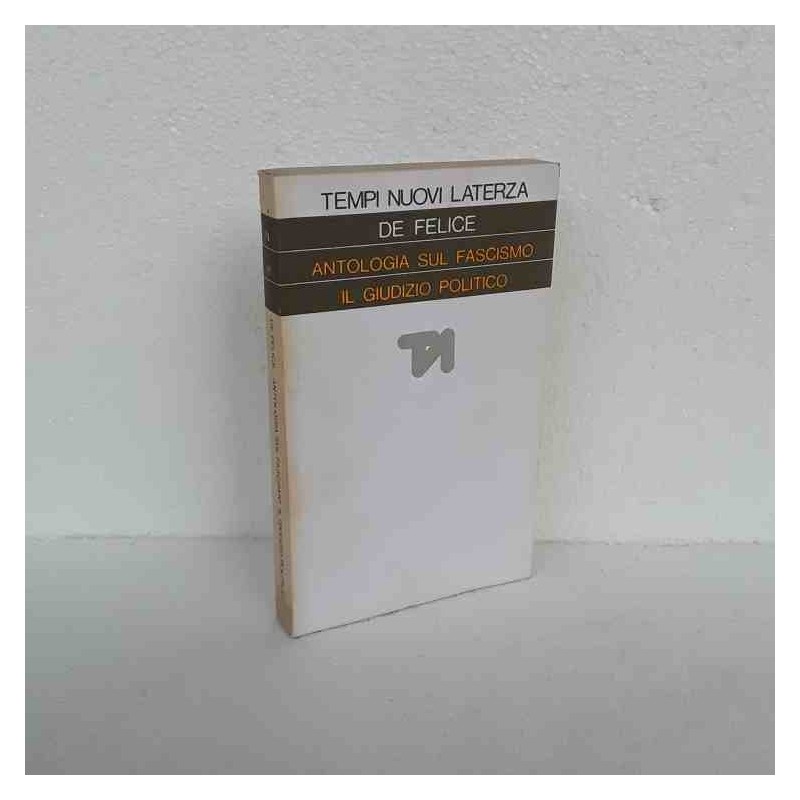 TEMPI NUOVI LATERZA
DE FELICE
ANTOLOGIA SUL FASCISMO
IL GIUDIZIO POLITICO